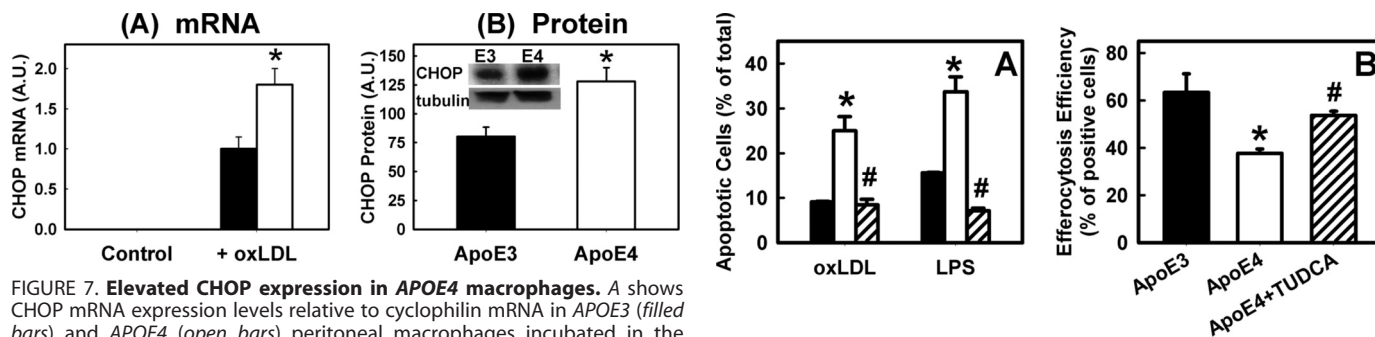 (A) mRNA
CHOP mRNA (A.U.)
2.0
1.5
1.0
0.5
0.0
*
Control
+ oxLDL
(B) Protein
CHOP Protein (A.U.)
150
125
100
75
50
25
0
E3 E4
CHOP
tubulin
*
ApoE3
ApoE4
FIGURE 7. Elevated CHOP expression in APOE4 macrophages. A shows
CHOP mRNA expression levels relative to cyclophilin mRNA in APOE3 (filled
bars) and APOE4 (open bars) peritoneal macrophages incubated in the
A
Apoptotic Cells (% of total)
40
30
20
10
0
*
#
*
#
oxLDL
LPS
B
Efferocytosis Efficiency
(% of positive cells)
80
60
40
20
0
*
#
ApoE3
ApoE4
ApoE4+TUDCA